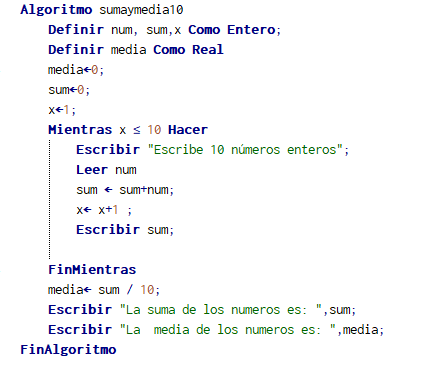 Algoritmo sumaymedia10
Definir num, sum,x Como Entero;
Definir media Como Real
media←0;
sum←0;
x←1;
Mientras x ≤ 10 Hacer
Escribir "Escribe 10 números enteros";
Leer num
sum ← sum+num;
x← x+1 ;
Escribir sum;
FinMientras
media← sum / 10;
Escribir "La suma de los numeros es: ",sum;
Escribir "La  media de los numeros es: ",media;
FinAlgoritmo